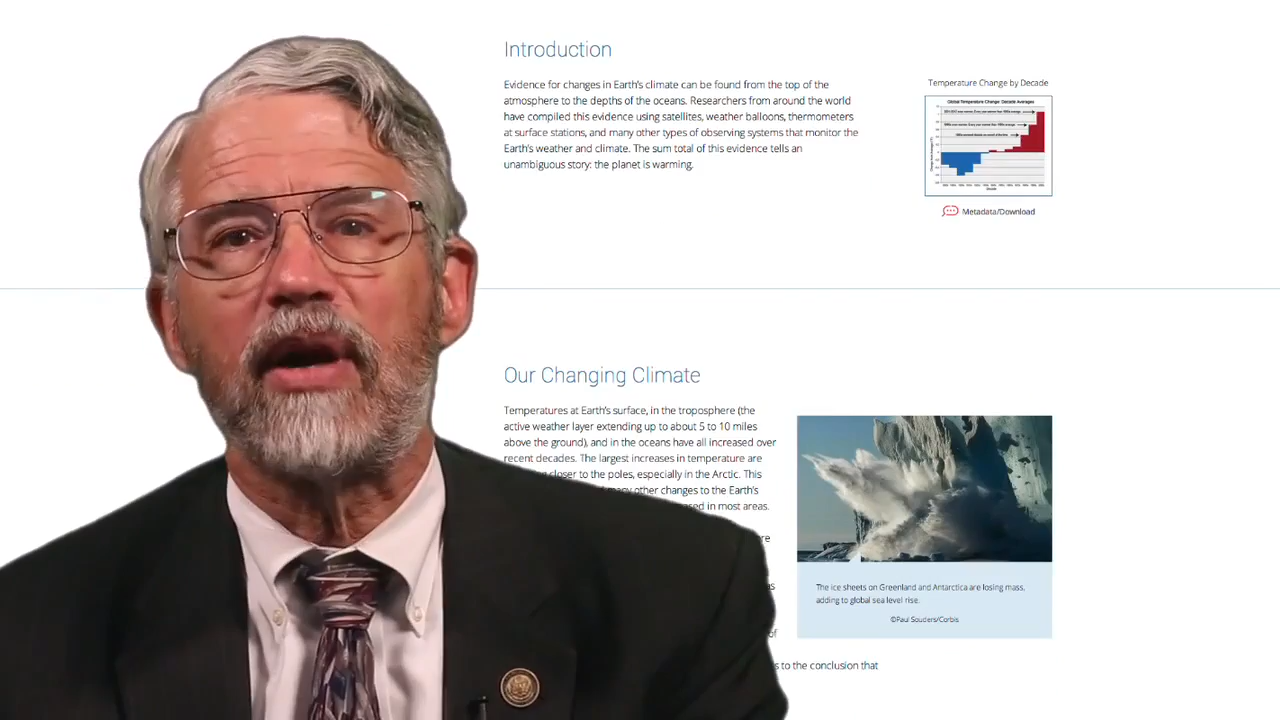 Introduction
Evidence for changes in Earth's climate can be found from the top of the
atmosphere to the depths of the oceans. Researchers from around the world
have compiled this evidence using satellites, weather balloons, thermometers
at surface stations, and many other types of observing systems that monitor the
Earth's weather and climate. The sum total of this evidence tells an
unambiguous story: the planet is warming.
Temperature Change by Decade
Global Temperature Change: Decade Averages
Metadata/Download
Our Changing Climate
Temperatures at Earth's surface, in the troposphere (the
active weather layer extending up to about 5 to 10 miles
above the ground), and in the oceans have all increased over
recent decades. The largest increases in temperature are
closer to the poles, especially in the Arctic. This
many other changes to the Earth's
in most areas.
The ice sheets on Greenland and Antarctica are losing mass,
adding to global sea level rise.
©Paul Souders/Corbis
of
to the conclusion that